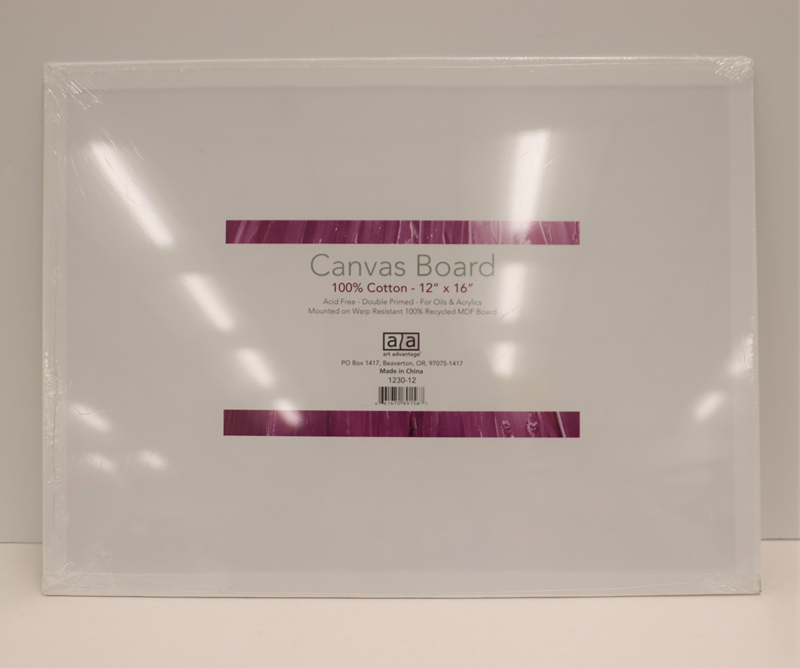 Canvas Board
100% Cotton - 12" x 16"
Acid Free - Double Primed - For Oils & Acrylics
Mounted on Warp Resistant 100% Recycled MDF Board
a/a
art advantage®
PO Box 1417, Beaverton, OR, 97075-1417
Made in China
1230-12